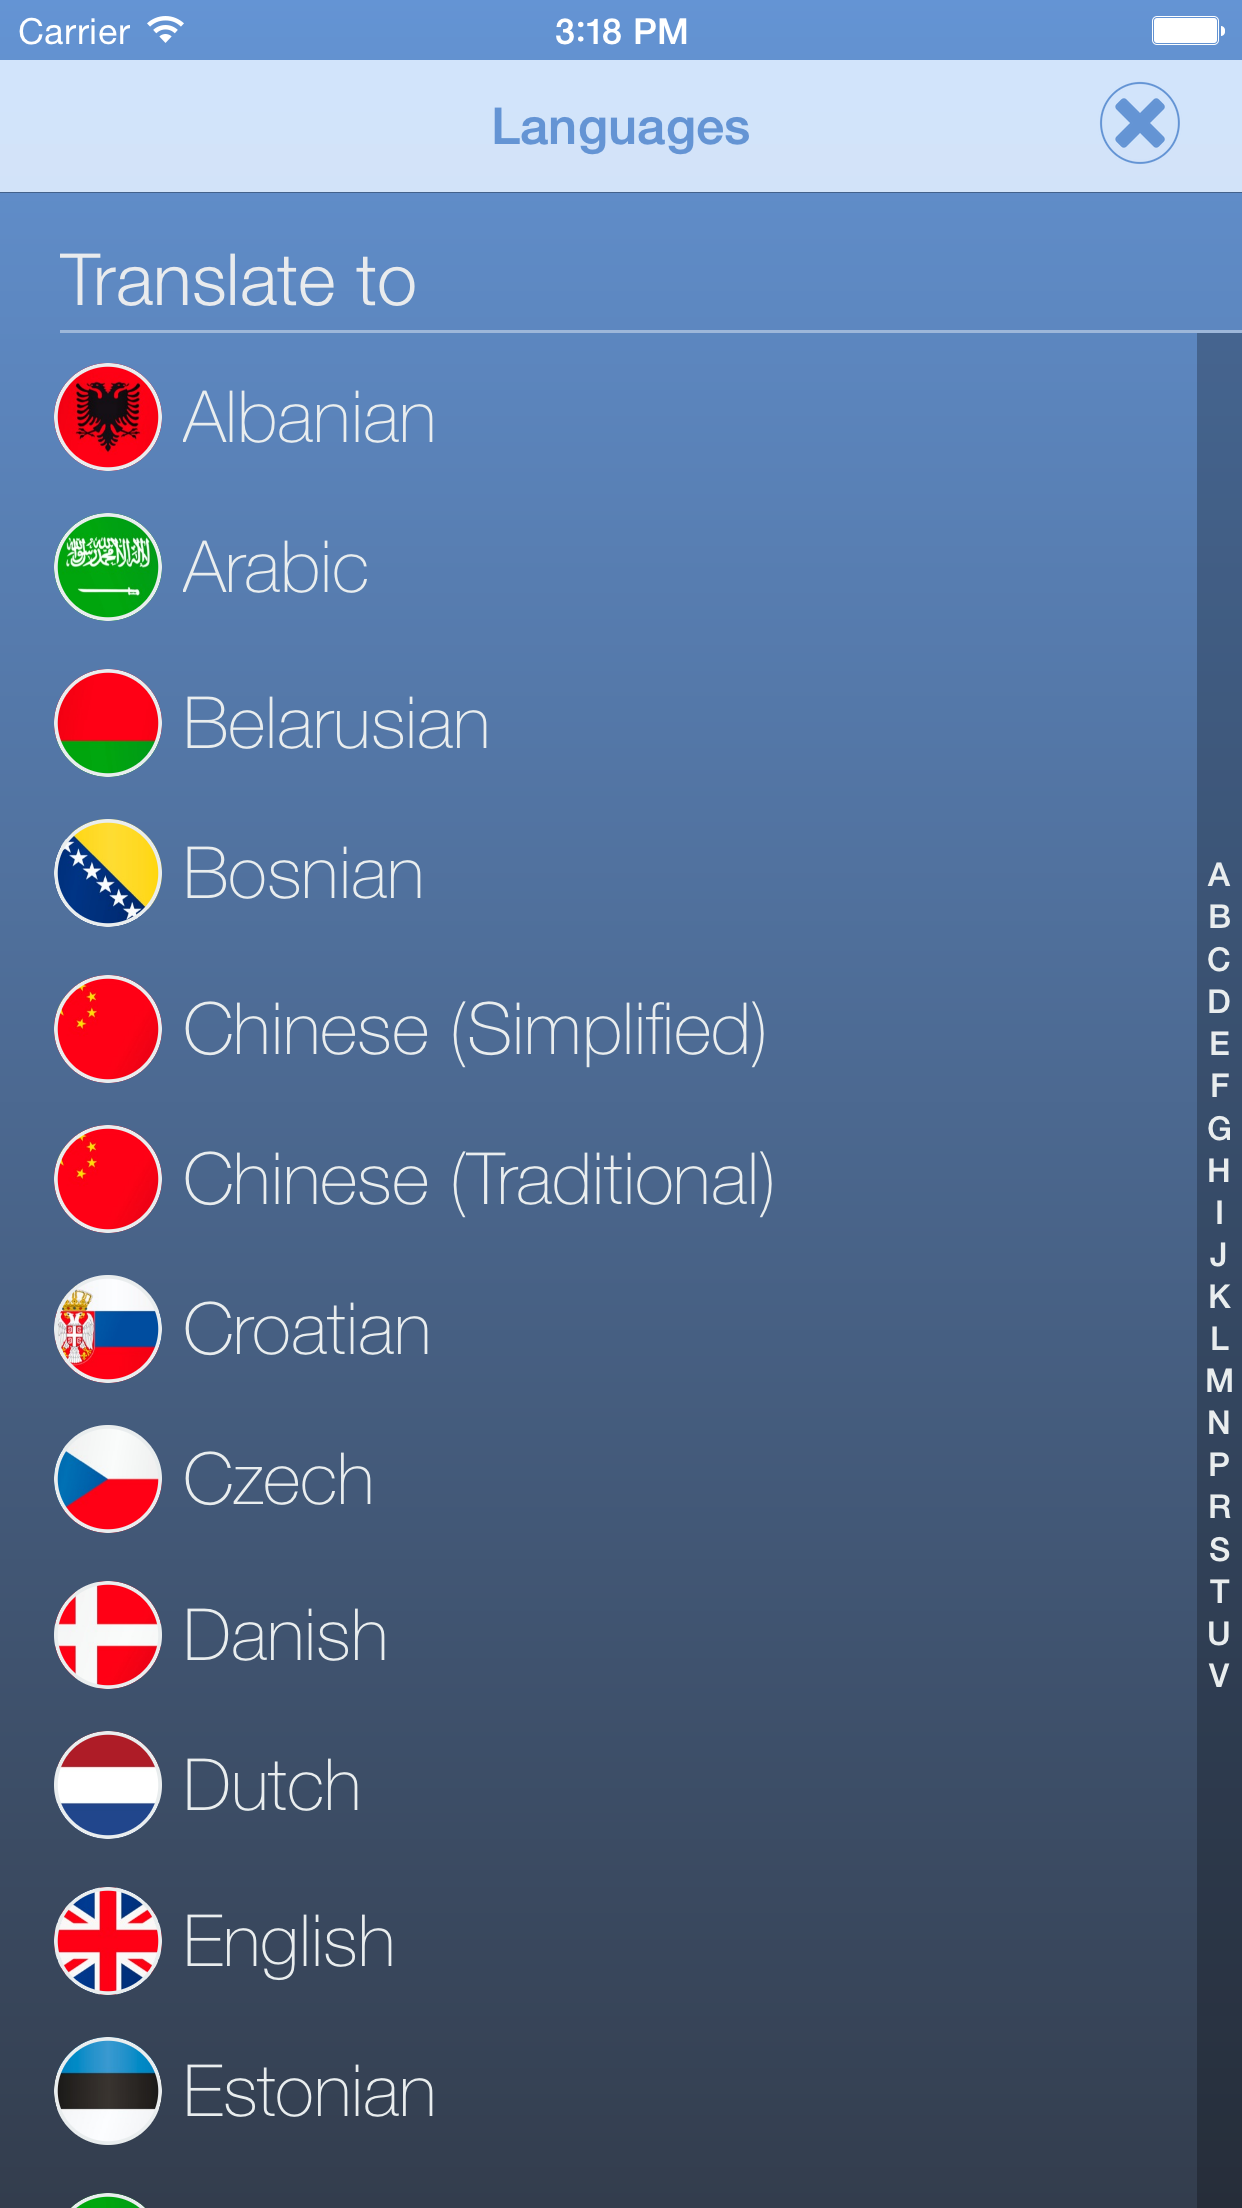 Carrier 3:18 PM
Languages
Translate to
Albanian
Arabic
Belarusian
Bosnian
Chinese (Simplified)
Chinese (Traditional)
Croatian
Czech
Danish
Dutch
English
Estonian
A
B
C
D
E
F
G
H
I
J
K
L
M
N
P
R
S
T
U
V